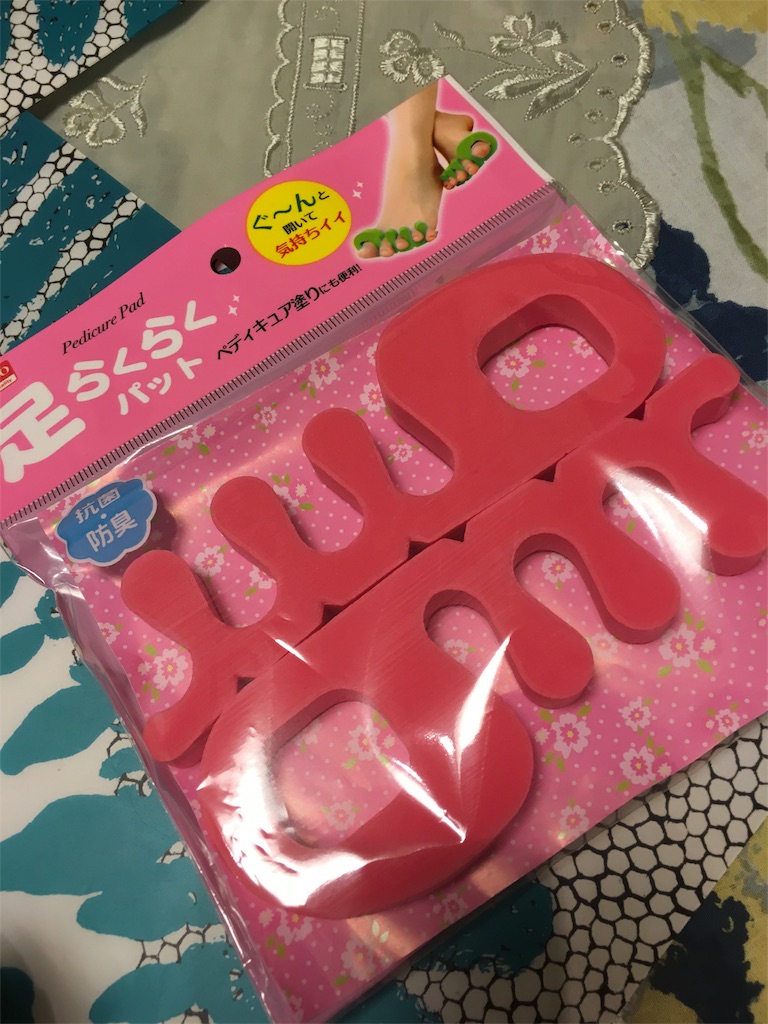 ぐ〜んと
開いて
気持ちイイ
Pedicure Pad
足らくらく
パット
ペディキュア塗りにも便利!
抗菌・
防臭